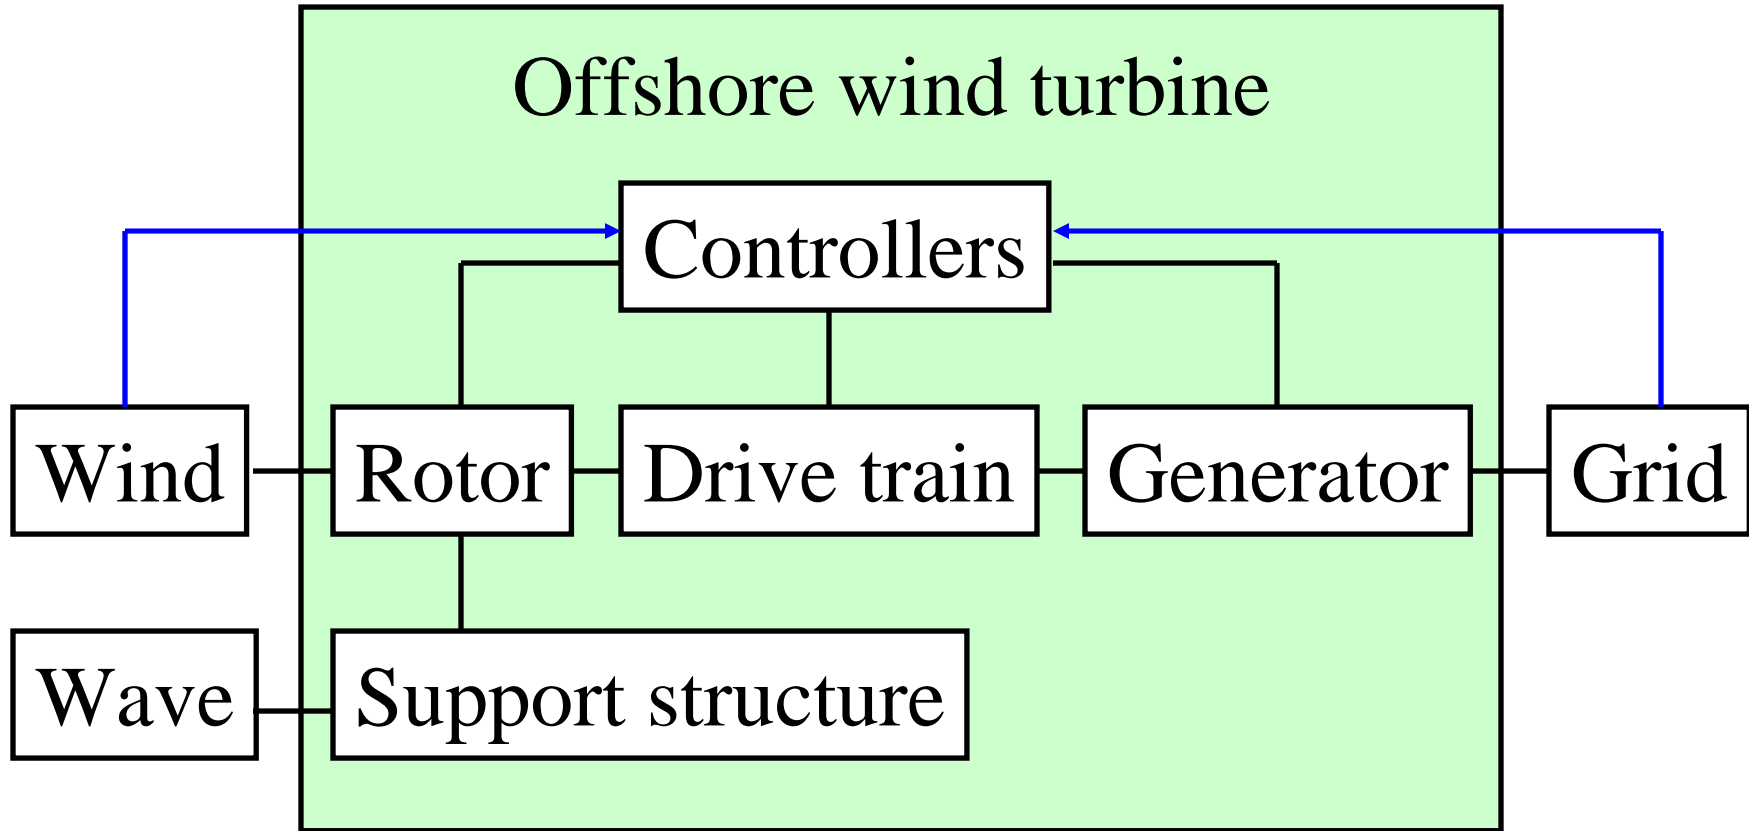 Offshore wind turbine
Controllers
Wind
Rotor
Drive train
Generator
Grid
Wave
Support structure